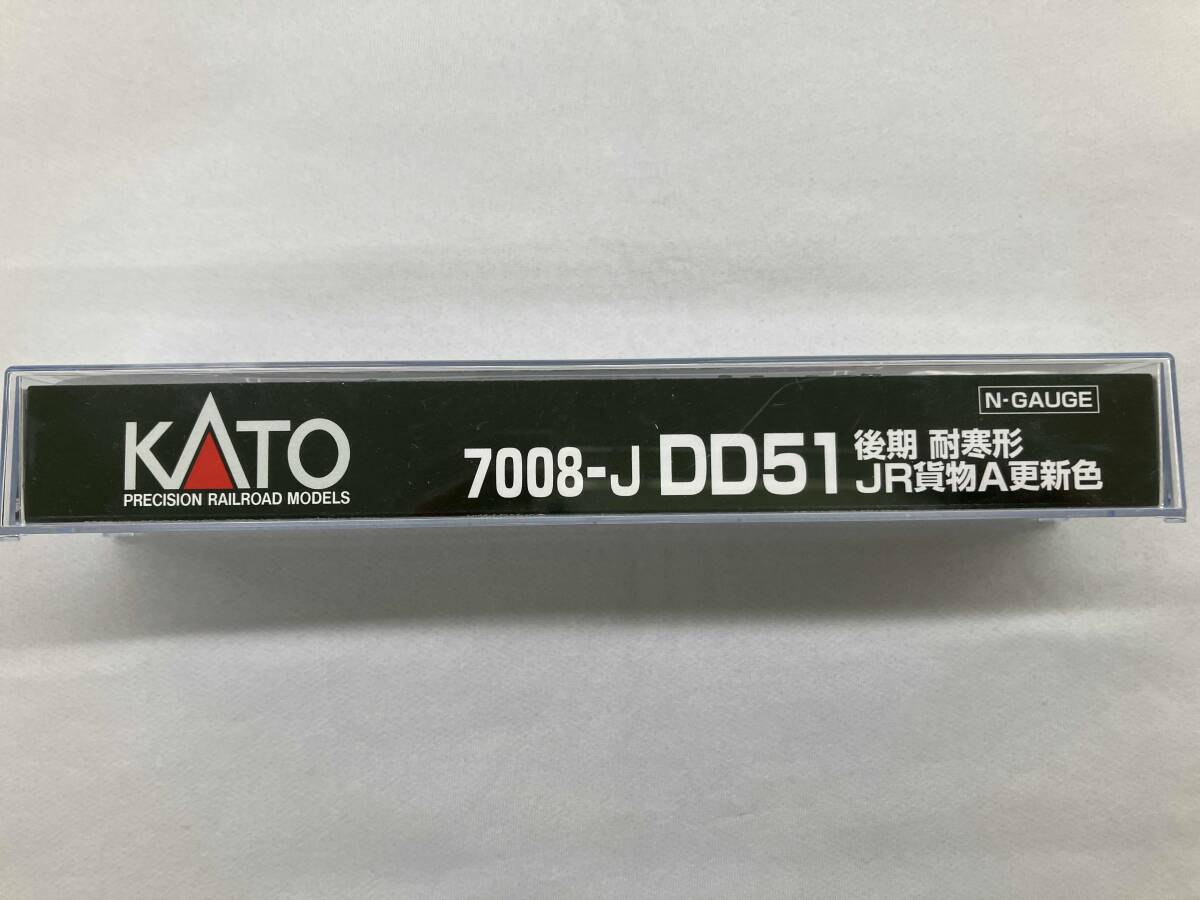 N-GAUGE
KATO
PRECISION RAILROAD MODELS
7008-J DD51 後期 耐寒形
JR貨物A更新色